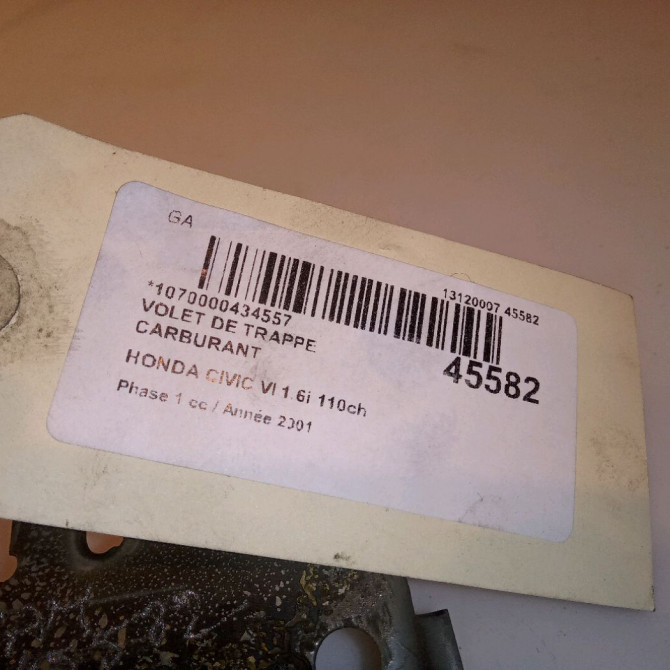 GA
13120007 45582
*1070000434557
45582
VOLET DE TRAPPE
CARBURANT
HONDA CIVIC VI 1.6i 110ch
Phase 1 cc / Année 2001